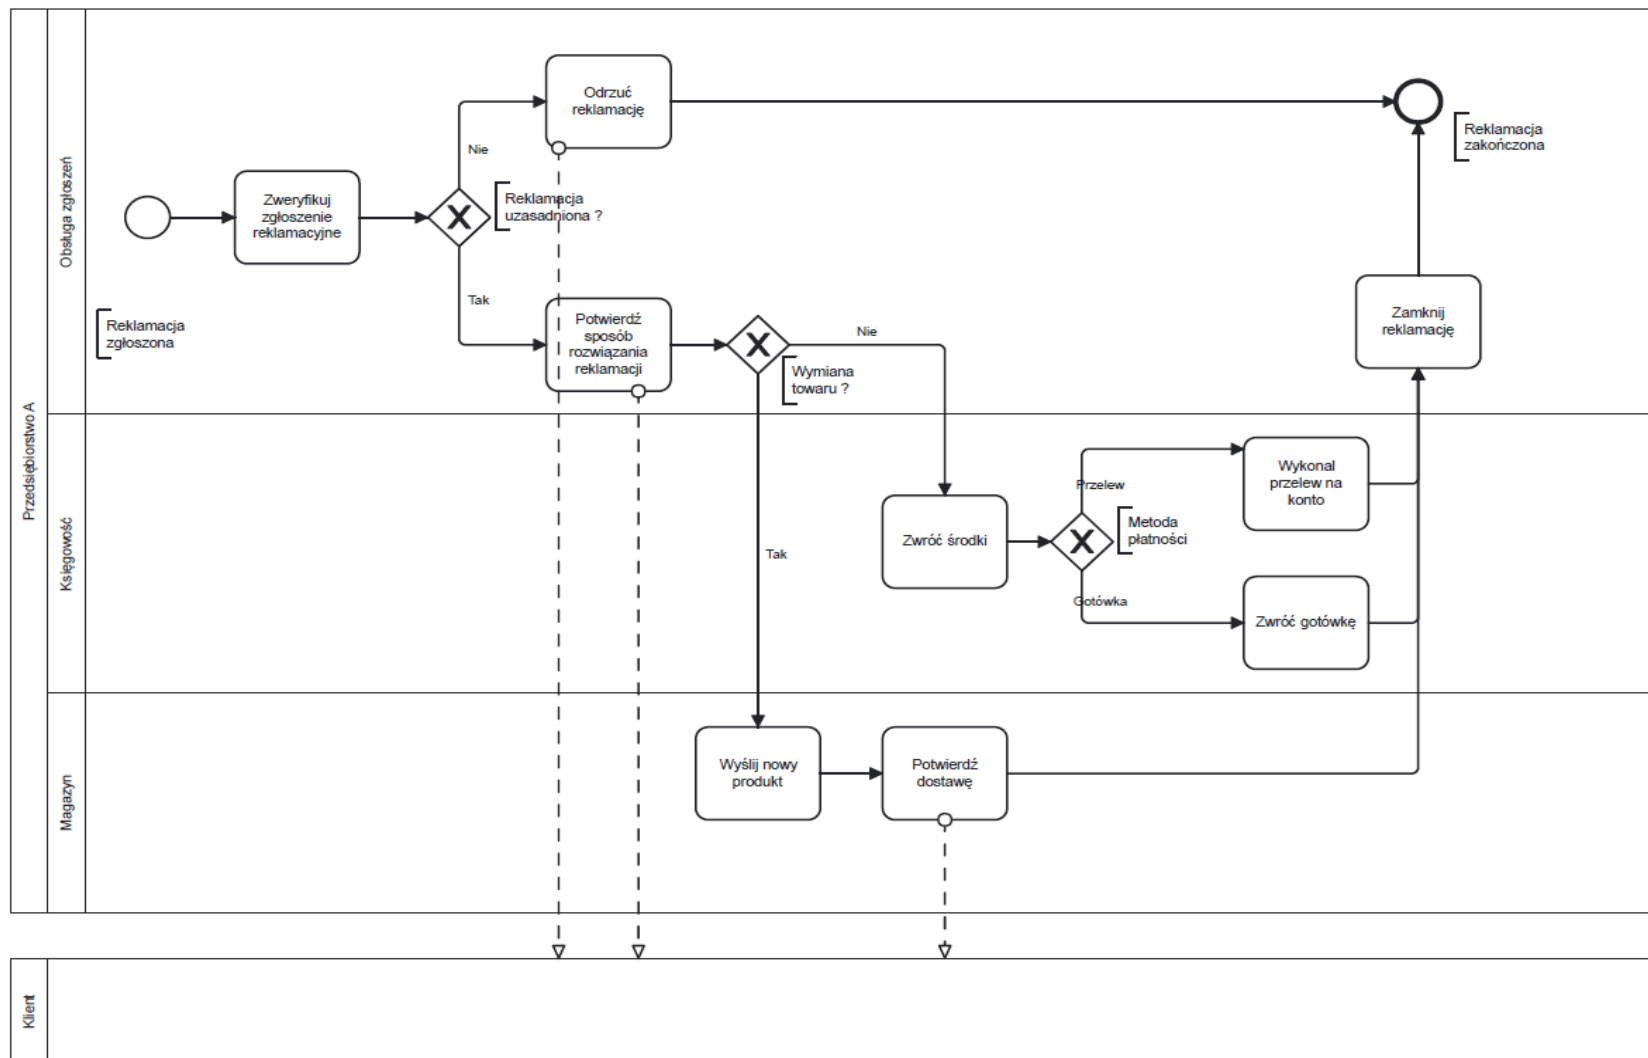 Przedsiębiorstwo A
Obsługa zgłoszeń
Odrzuć
reklamację
Reklamacja
zakończona
Nie
Zweryfikuj
zgłoszenie
reklamacyjne
Reklamacja
uzasadniona ?
Tak
Reklamacja
zgłoszona
Potwierdź
sposób
rozwiązania
reklamacji
Nie
Wymiana
towaru ?
Zamknij
reklamację
Księgowość
Tak
Zwróć środki
Przelew
Metoda
płatności
Gotówka
Wykonal
przelew na
konto
Zwróć gotówkę
Magazyn
Wyślij nowy
produkt
Potwierdź
dostawę
Klient